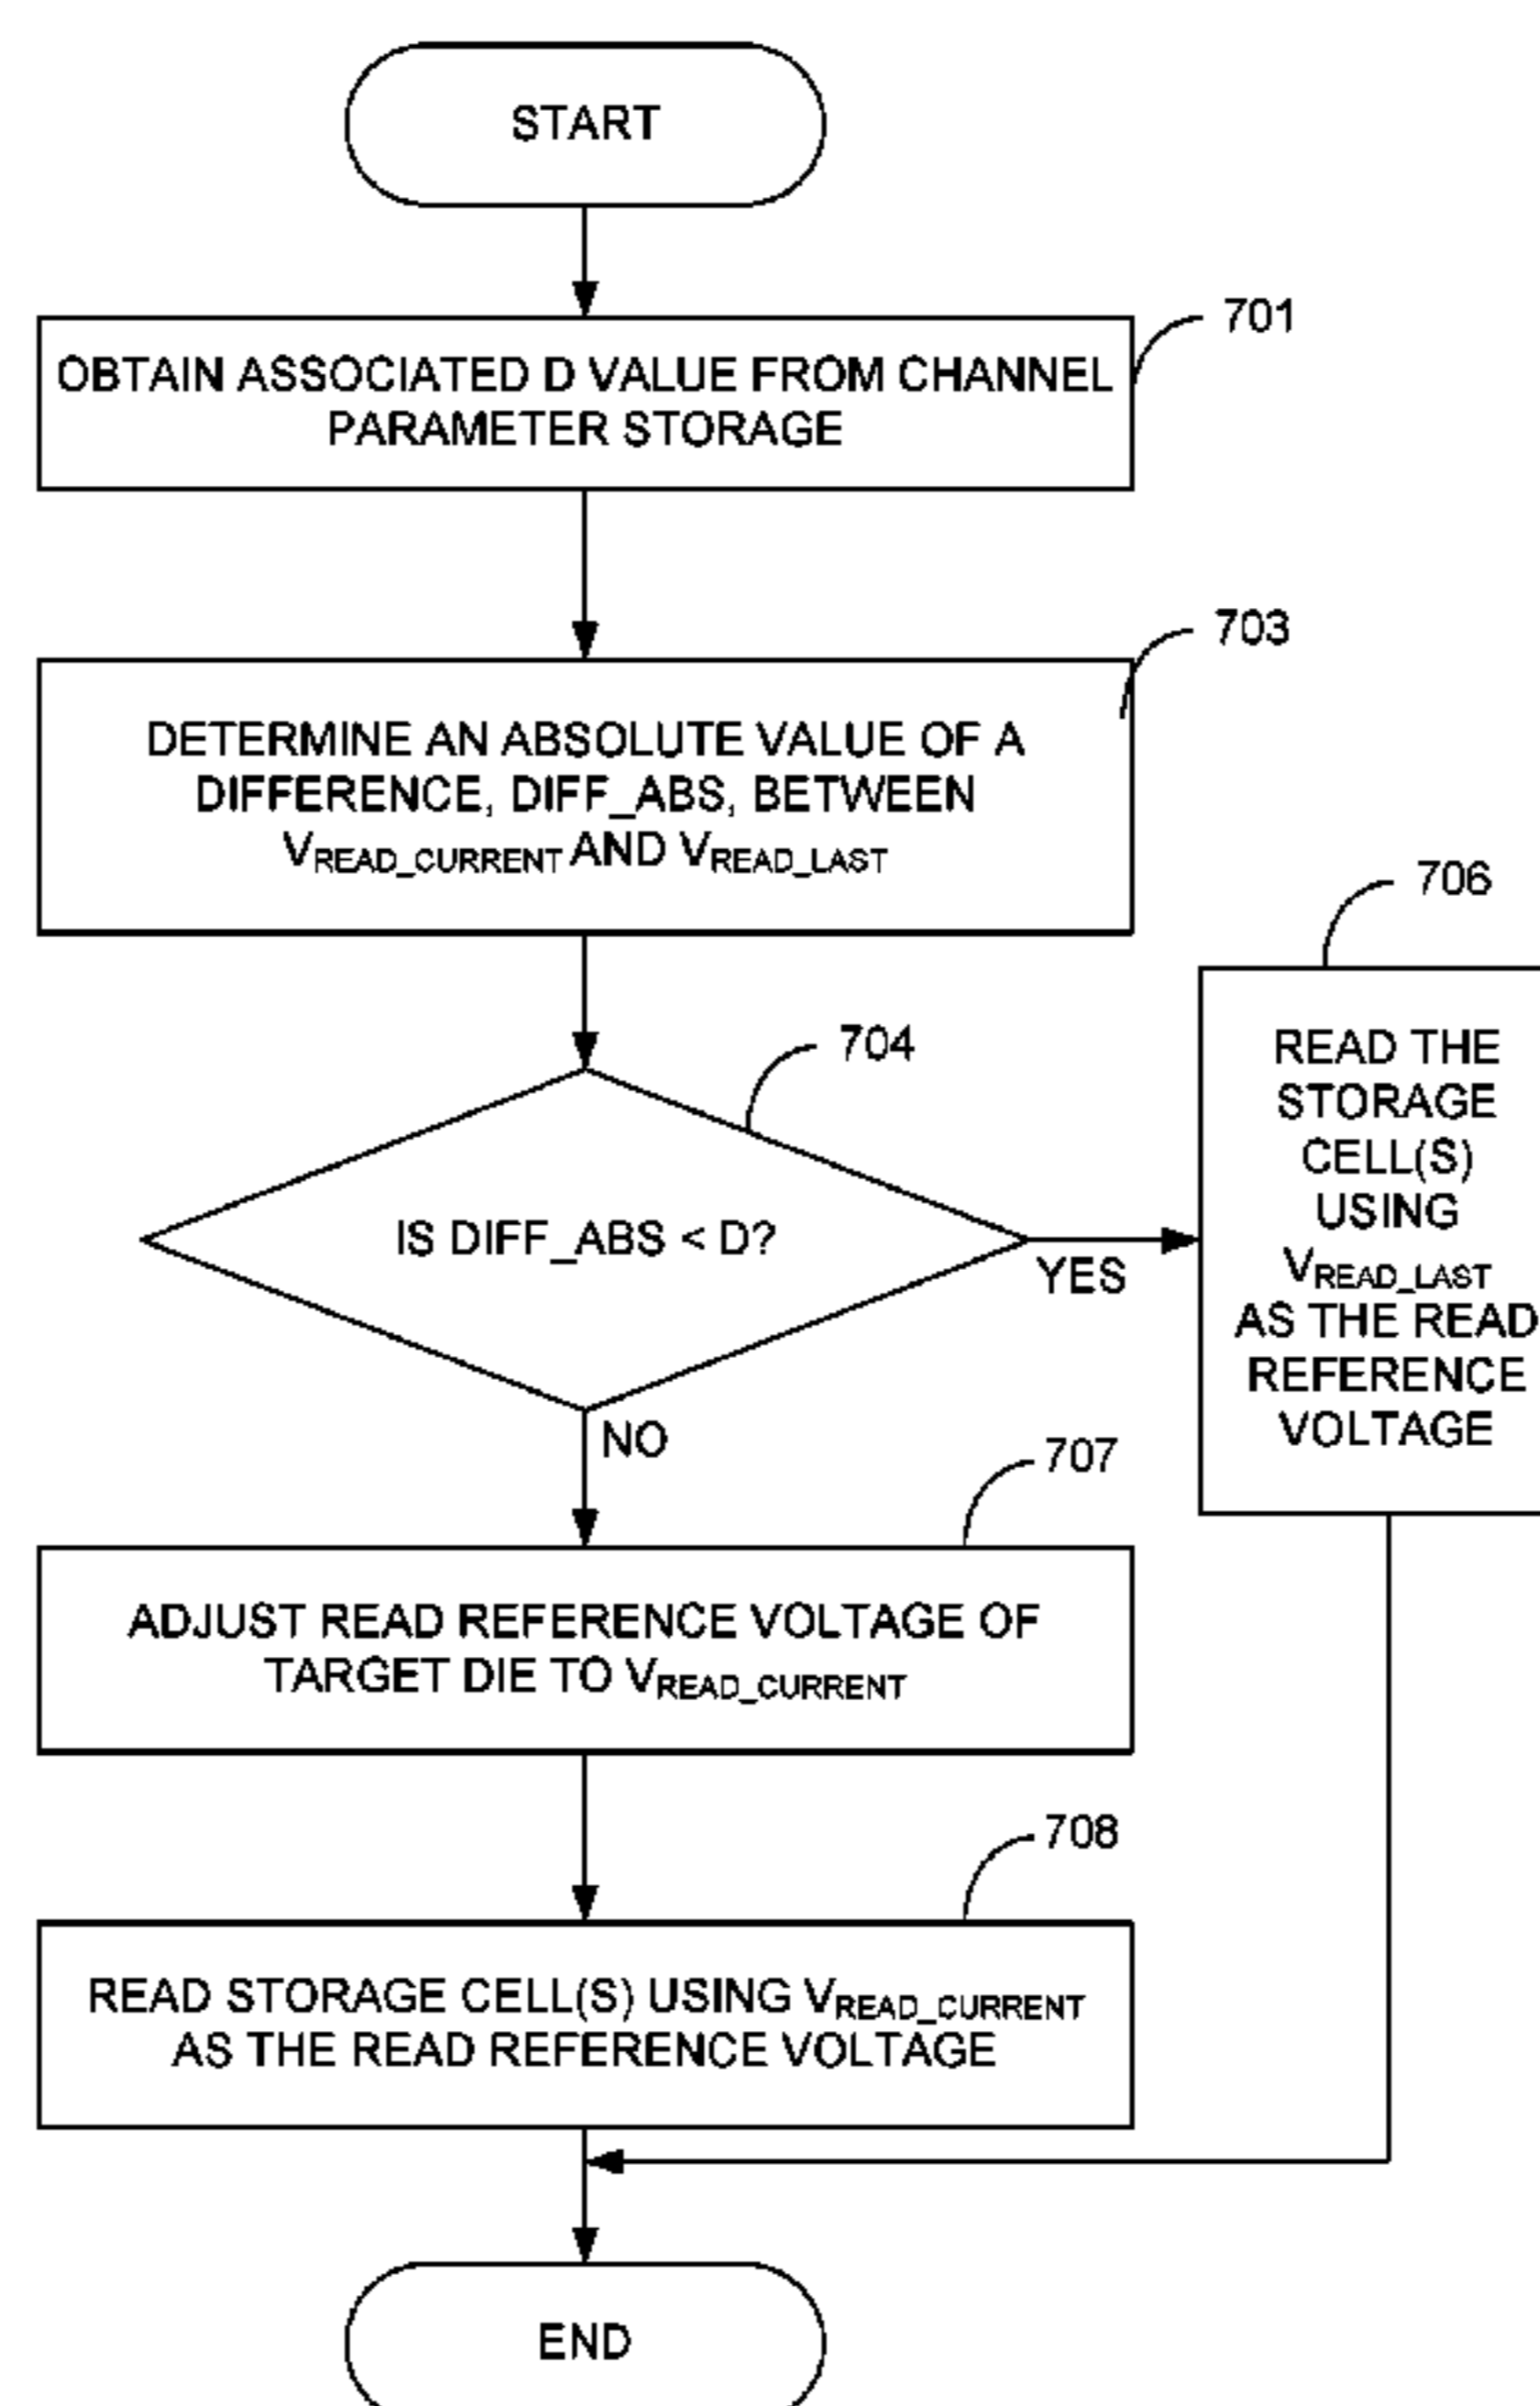 START
701
OBTAIN ASSOCIATED D VALUE FROM CHANNEL
PARAMETER STORAGE
703
DETERMINE AN ABSOLUTE VALUE OF A
DIFFERENCE, DIFF_ABS, BETWEEN
VREAD_CURRENT AND VREAD_LAST
704
IS DIFF_ABS < D?
YES
NO
706
READ THE
STORAGE
CELL(S)
USING
VREAD_LAST
AS THE READ
REFERENCE
VOLTAGE
707
ADJUST READ REFERENCE VOLTAGE OF
TARGET DIE TO VREAD_CURRENT
708
READ STORAGE CELL(S) USING VREAD_CURRENT
AS THE READ REFERENCE VOLTAGE
END